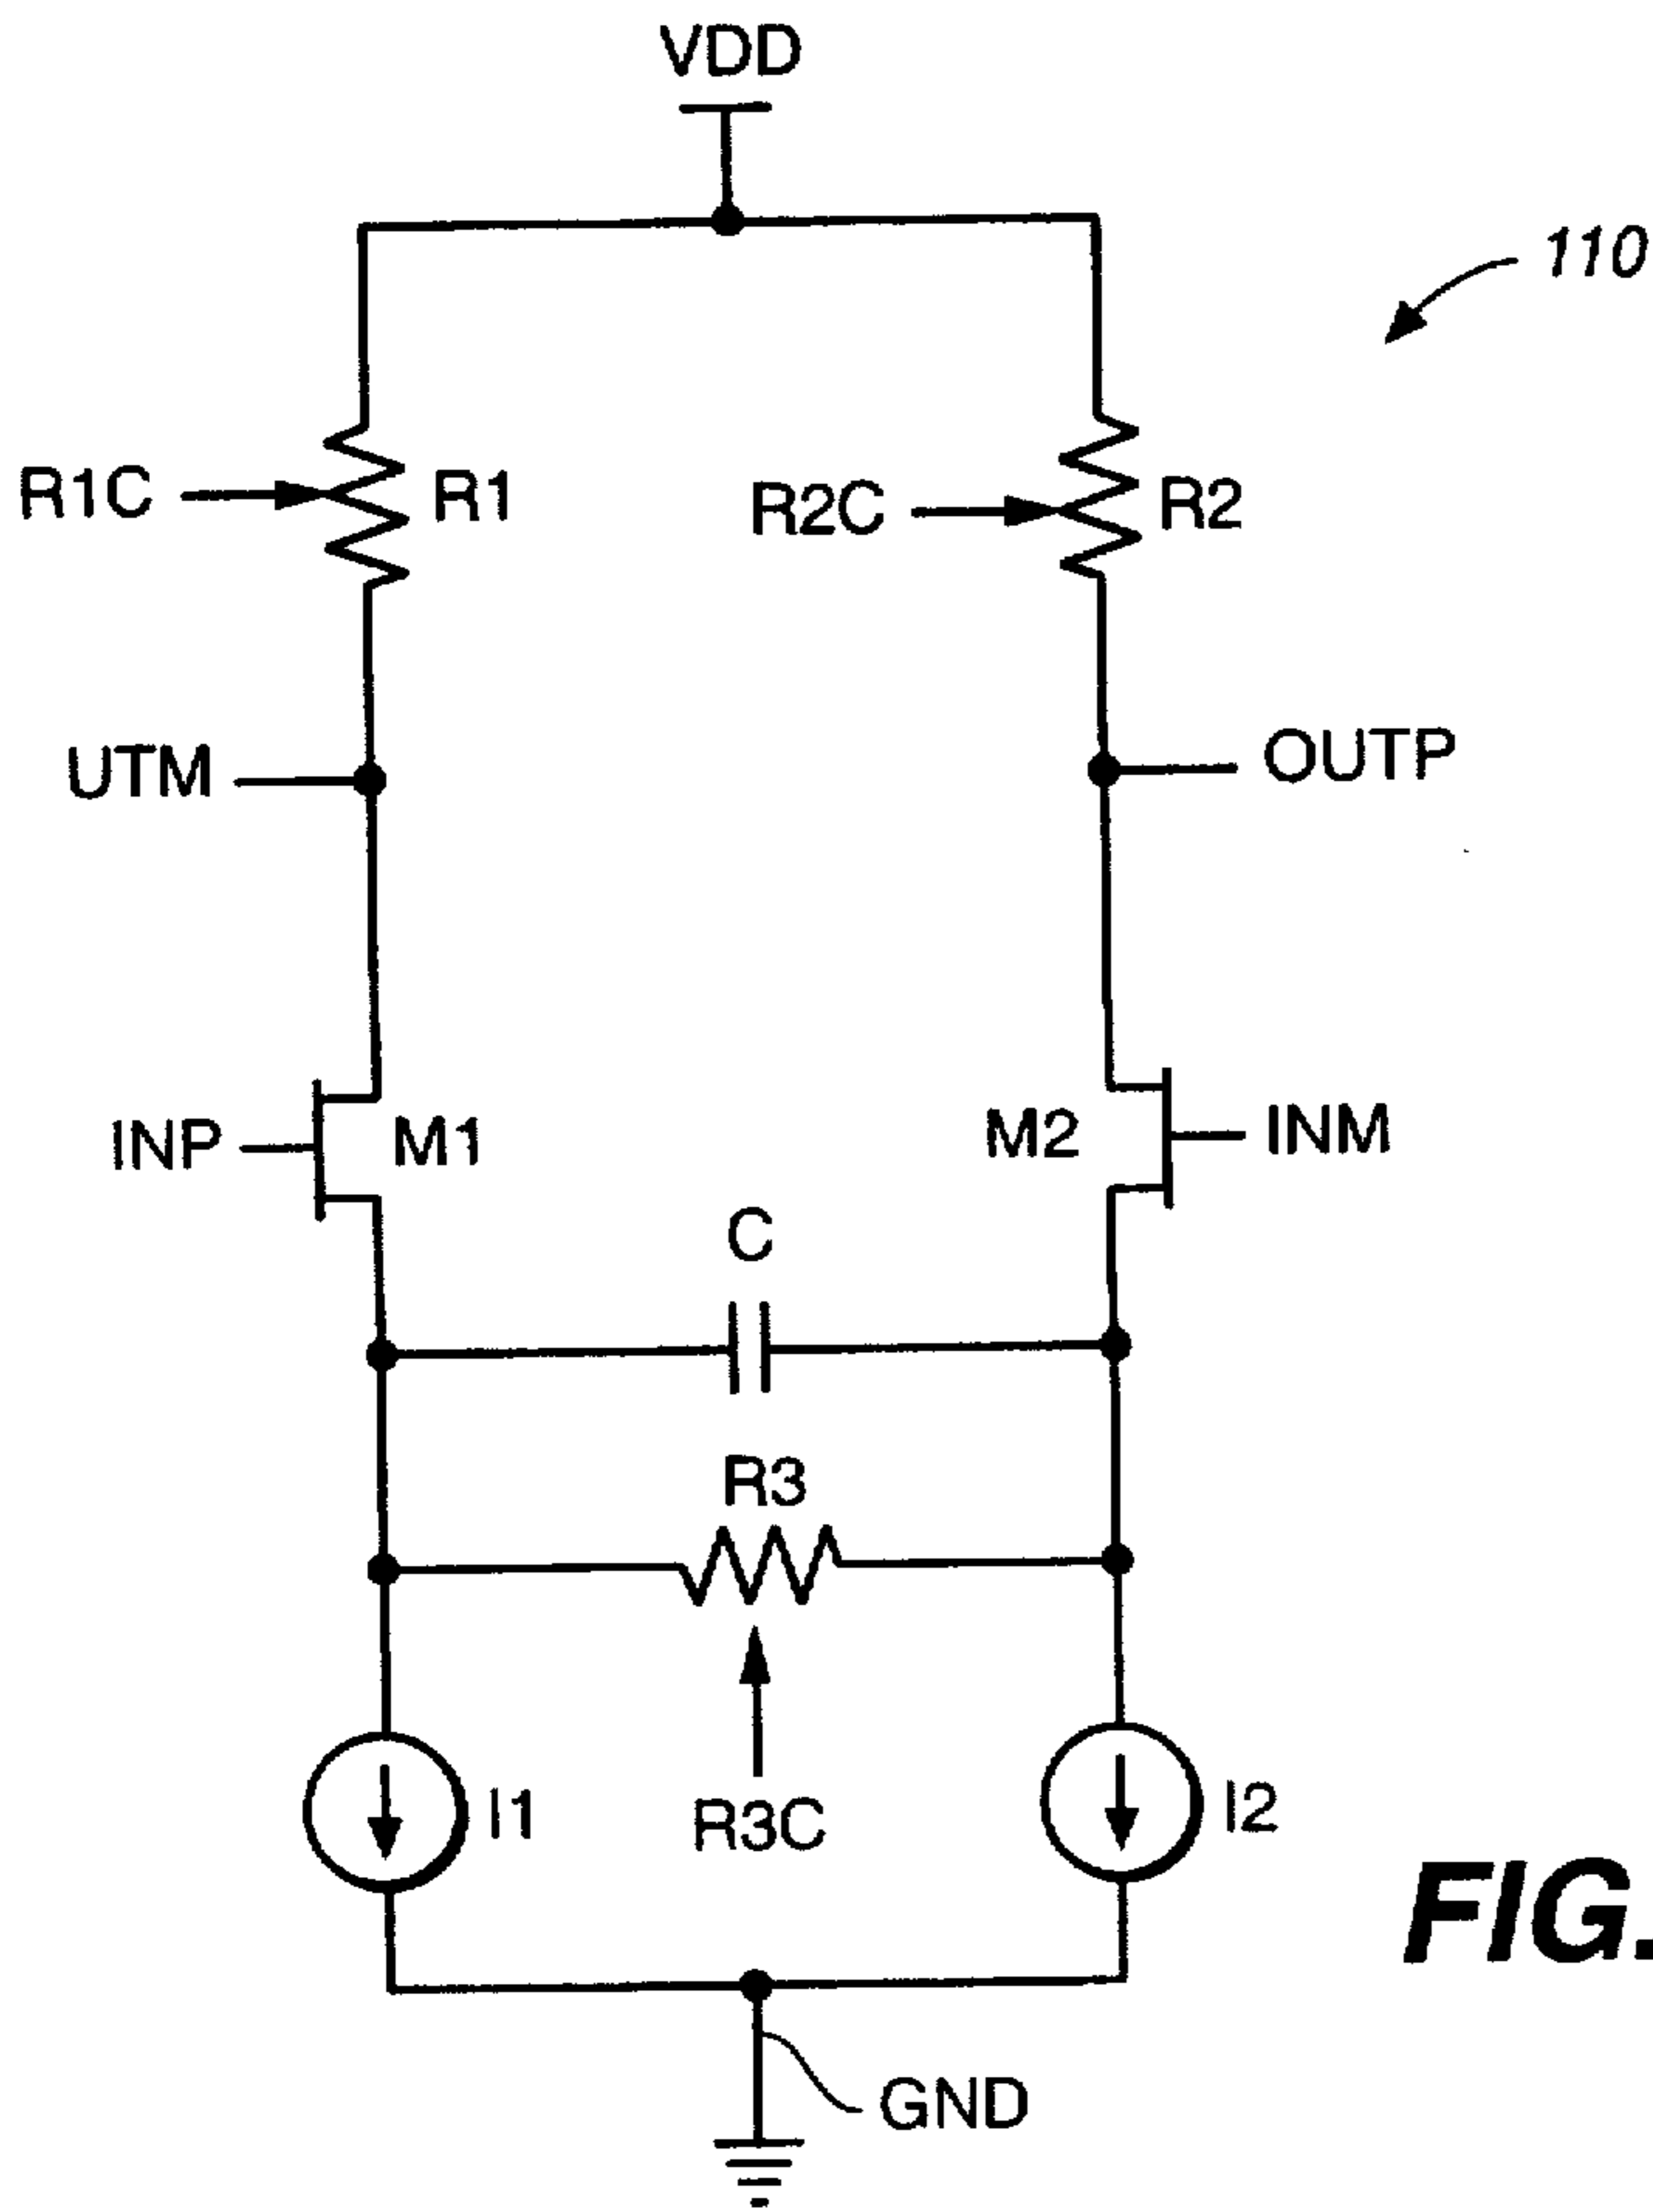 VDD
110
R1C
R1
R2C
R2
UTM
OUTP
INP
M1
M2
INM
C
R3
I1
R3C
I2
FIG.
GND